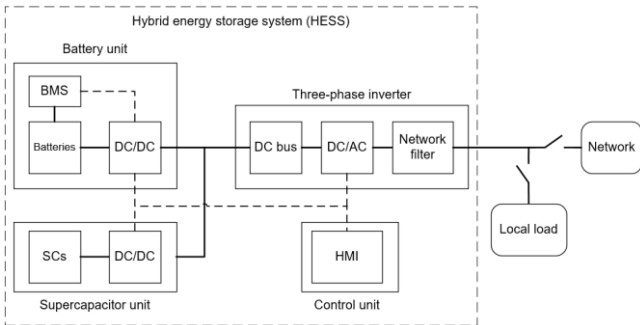 Hybrid energy storage system (HESS)
Battery unit
BMS
Batteries
DC/DC
Three-phase inverter
DC bus
DC/AC
Network
filter
Network
Local load
SCs
DC/DC
HMI
Supercapacitor unit
Control unit